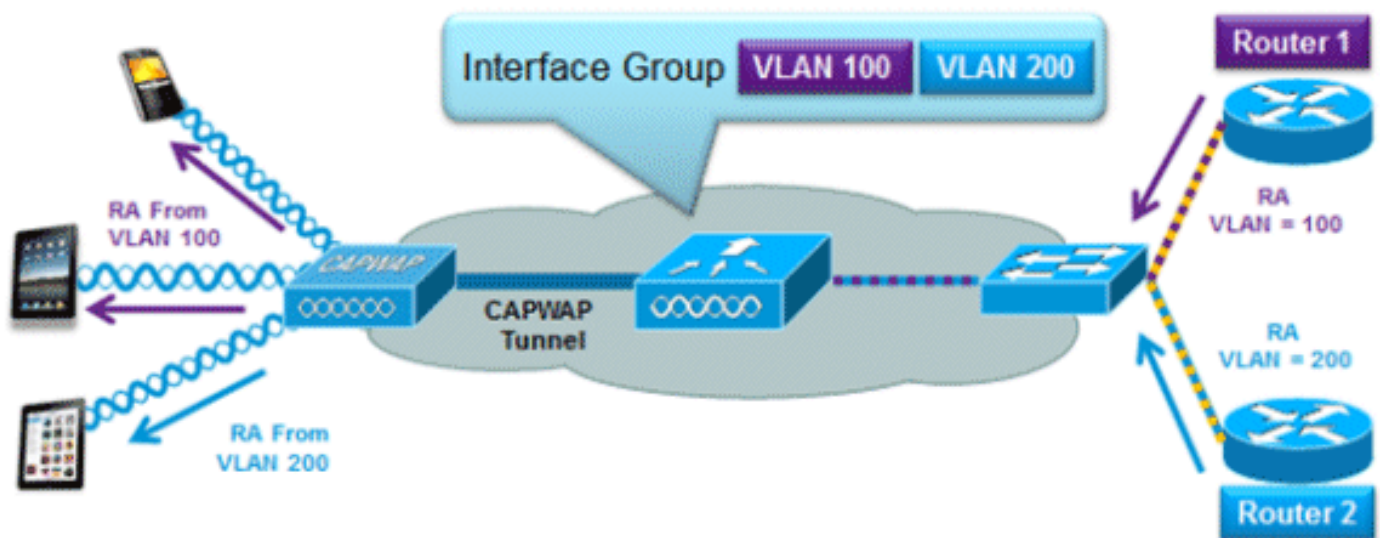 Interface Group VLAN 100 VLAN 200
Router 1
RA From
VLAN 100
RA
VLAN = 100
CAPWAP
CAPWAP
Tunnel
RA
VLAN = 200
RA From
VLAN 200
Router 2